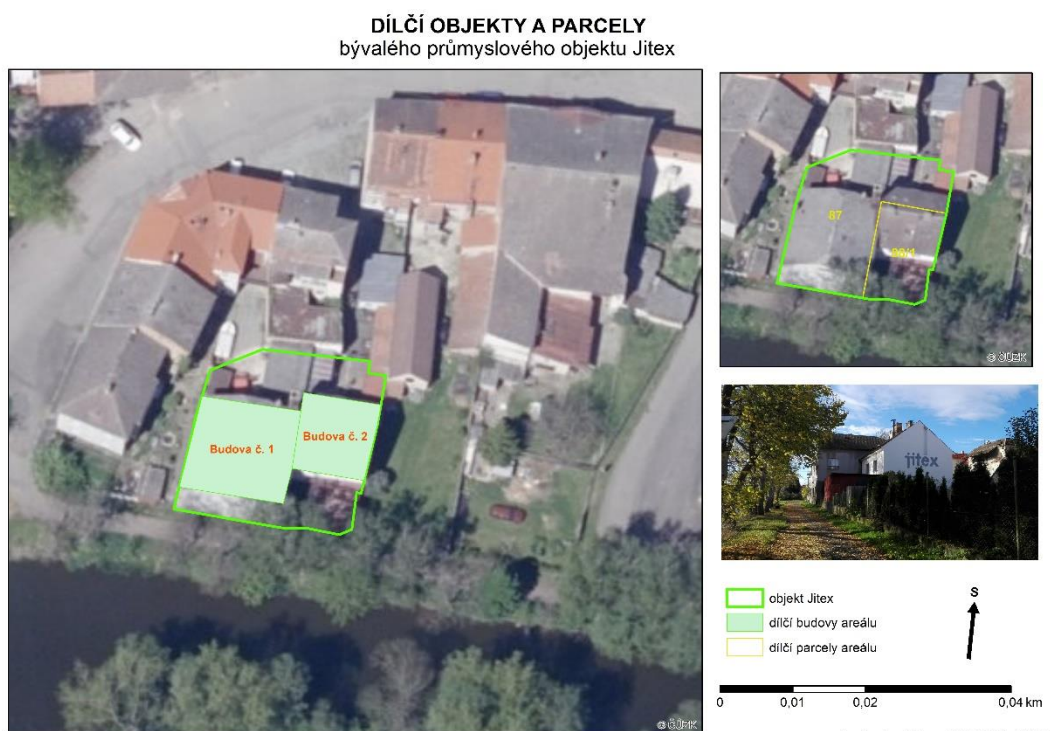 DÍLČÍ OBJEKTY A PARCELY
bývalého průmyslového objektu Jitex
87
Budova č. 1
Budova č. 2
© ČÚZK
jitex
objekt Jitex
dílčí budovy areálu
dílčí parcely areálu
S
0 0,01 0,02 0,04 km
© ČÚZK